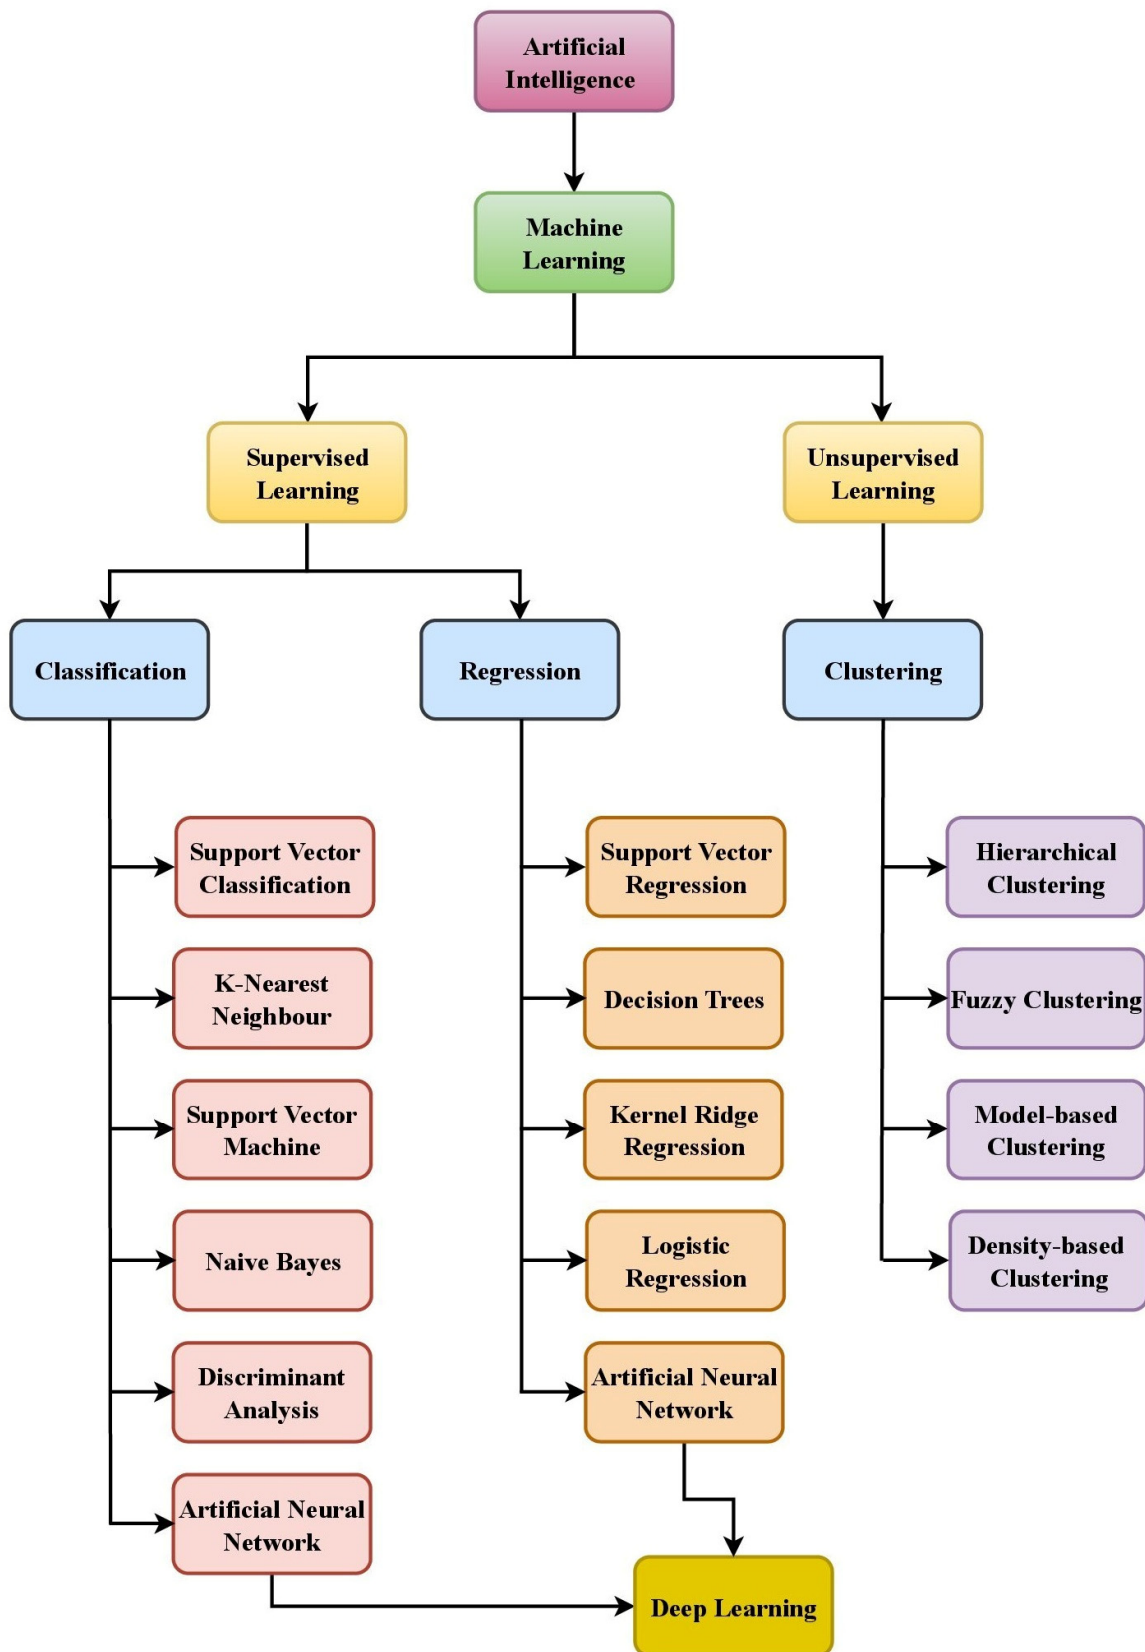 Artificial
Intelligence
Machine
Learning
Supervised
Learning
Unsupervised
Learning
Classification
Regression
Clustering
Support Vector
Classification
K-Nearest
Neighbour
Support Vector
Machine
Naive Bayes
Discriminant
Analysis
Artificial Neural
Network
Support Vector
Regression
Decision Trees
Kernel Ridge
Regression
Logistic
Regression
Artificial Neural
Network
Hierarchical
Clustering
Fuzzy Clustering
Model-based
Clustering
Density-based
Clustering
Deep Learning